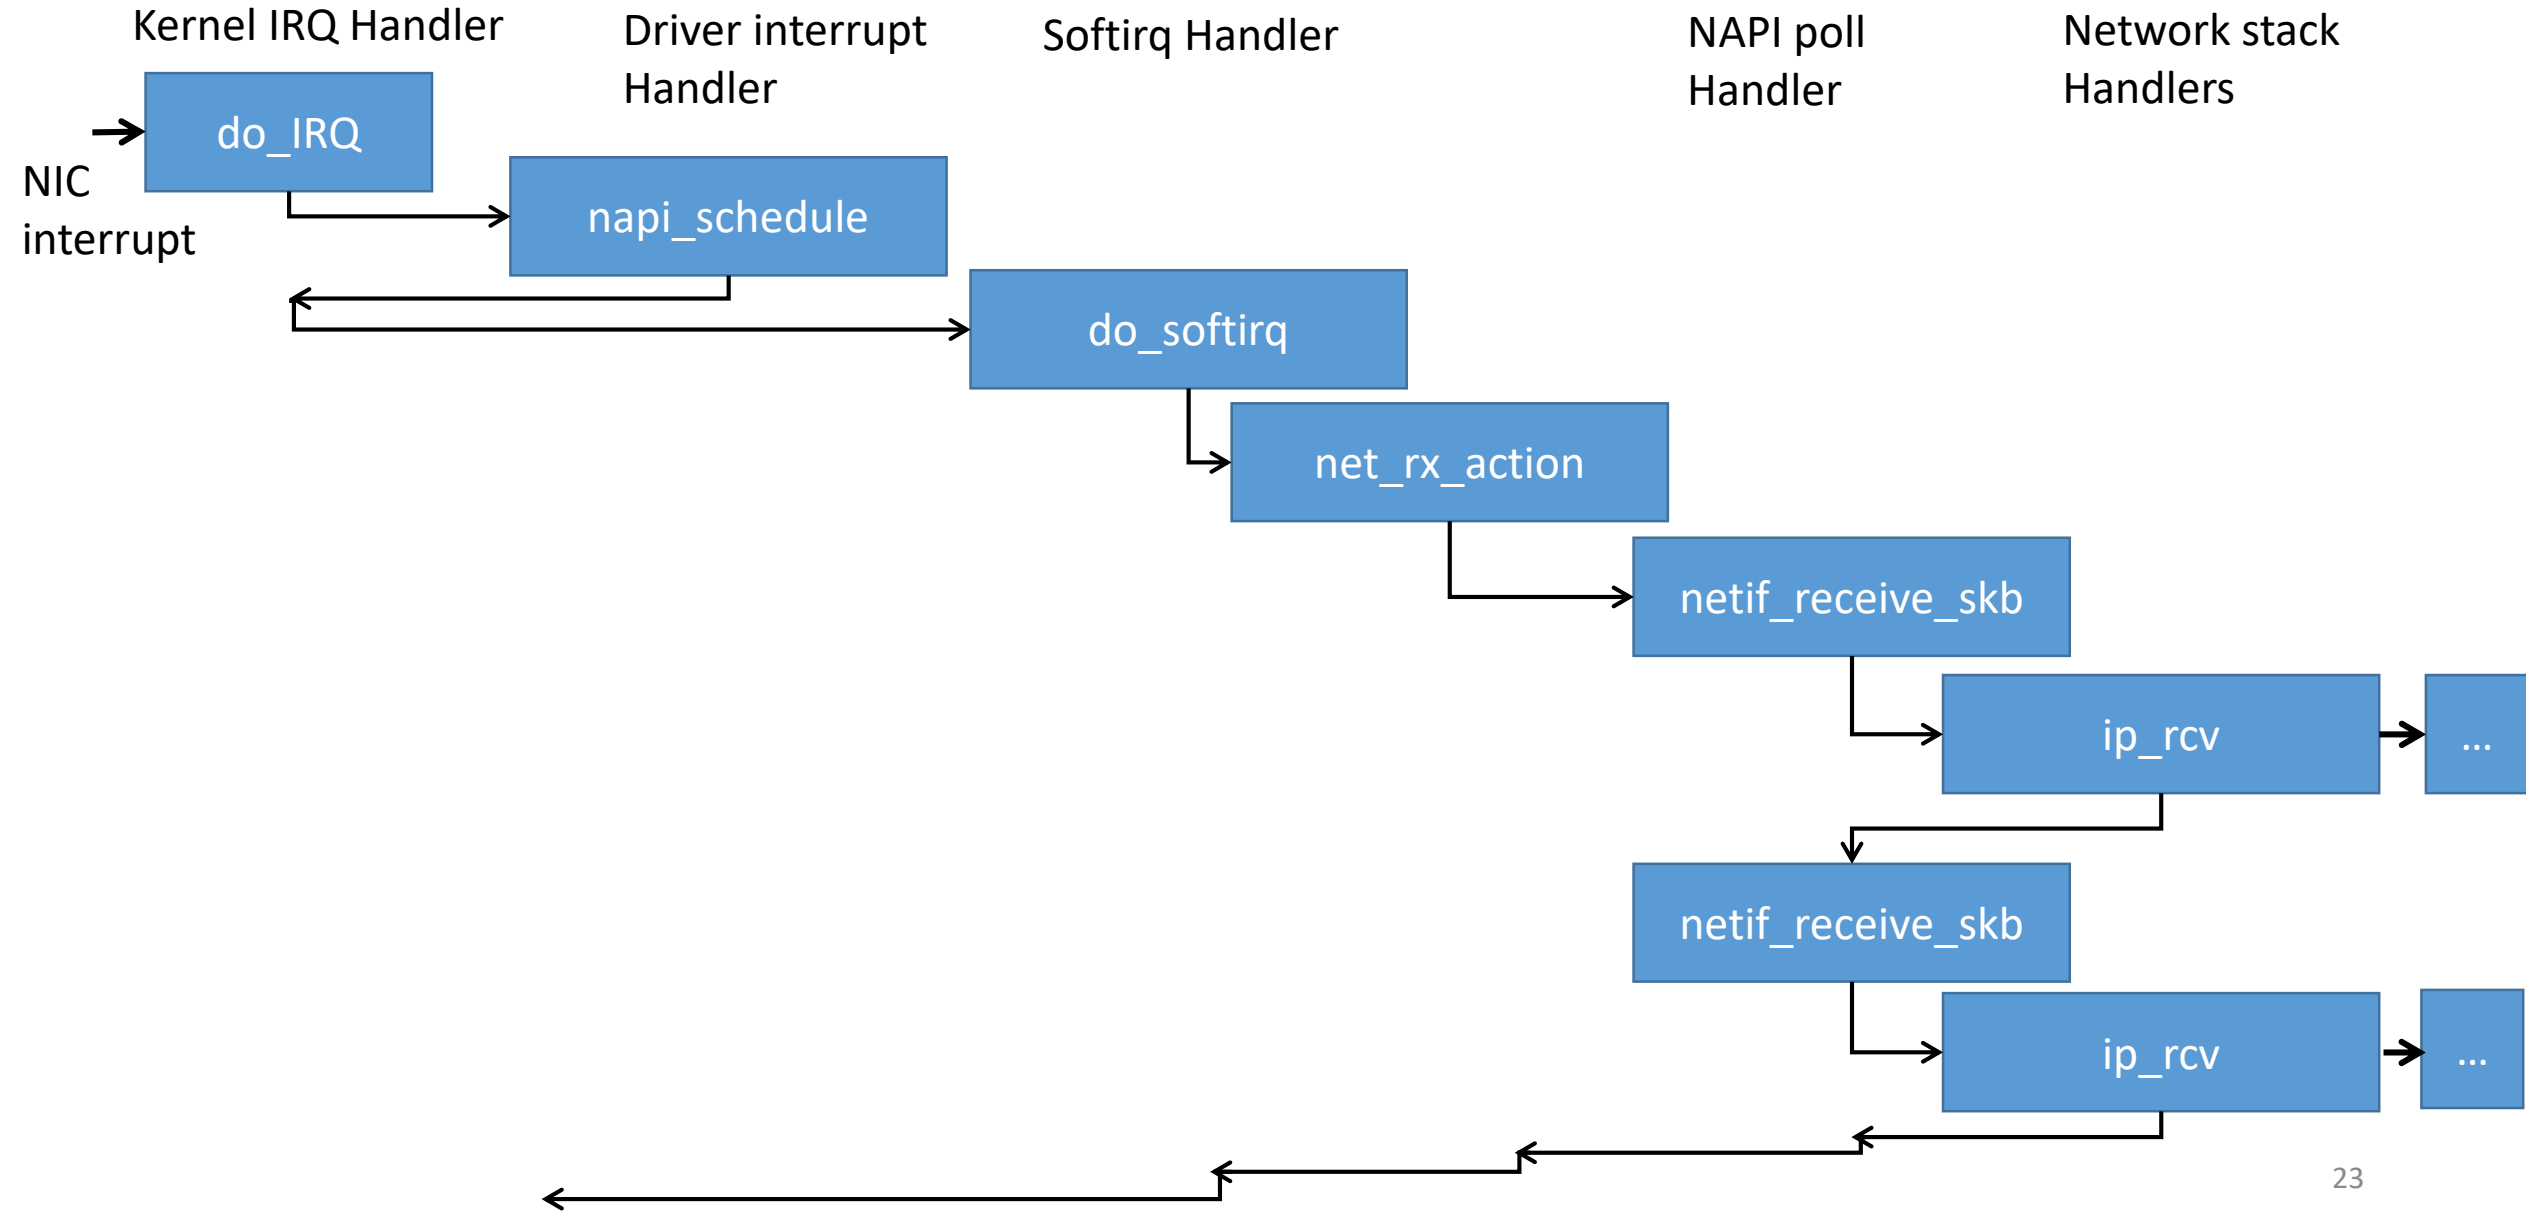 Kernel IRQ Handler
Driver interrupt
Handler
Softirq Handler
NAPI poll
Handler
Network stack
Handlers
do_IRQ
NIC
interrupt
napi_schedule
do_softirq
net_rx_action
netif_receive_skb
ip_rcv
...
netif_receive_skb
ip_rcv
...
23